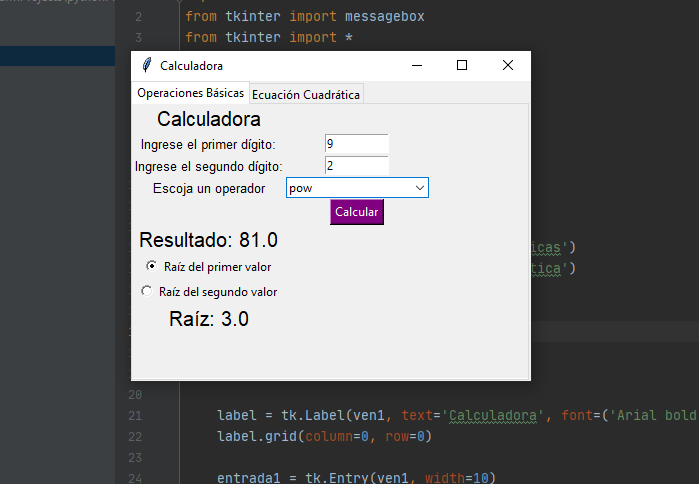 2 from tkinter import messagebox
3 from tkinter import *
Calculadora
Operaciones Básicas Ecuación Cuadrática
Calculadora
Ingrese el primer dígito: 9
Ingrese el segundo dígito: 2
Escoja un operador pow
Calcular
Resultado: 81.0
icas')
Raíz del primer valor
tica')
Raíz del segundo valor
Raíz: 3.0
20
21 label = tk.Label(ven1, text='Calculadora', font=('Arial bold
22 label.grid(column=0, row=0)
23
24 entrada1 = tk.Entry(ven1, width=10)